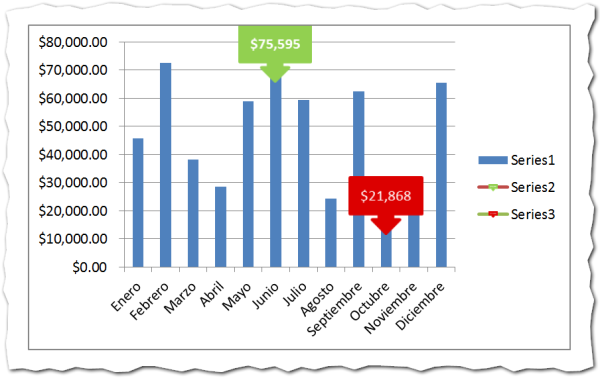 $80,000.00
$70,000.00
$60,000.00
$50,000.00
$40,000.00
$30,000.00
$20,000.00
$10,000.00
$0.00
$75,595
$21,868
Enero
Febrero
Marzo
Abril
Mayo
Junio
Julio
Agosto
Septiembre
Octubre
Noviembre
Diciembre
Series1
Series2
Series3